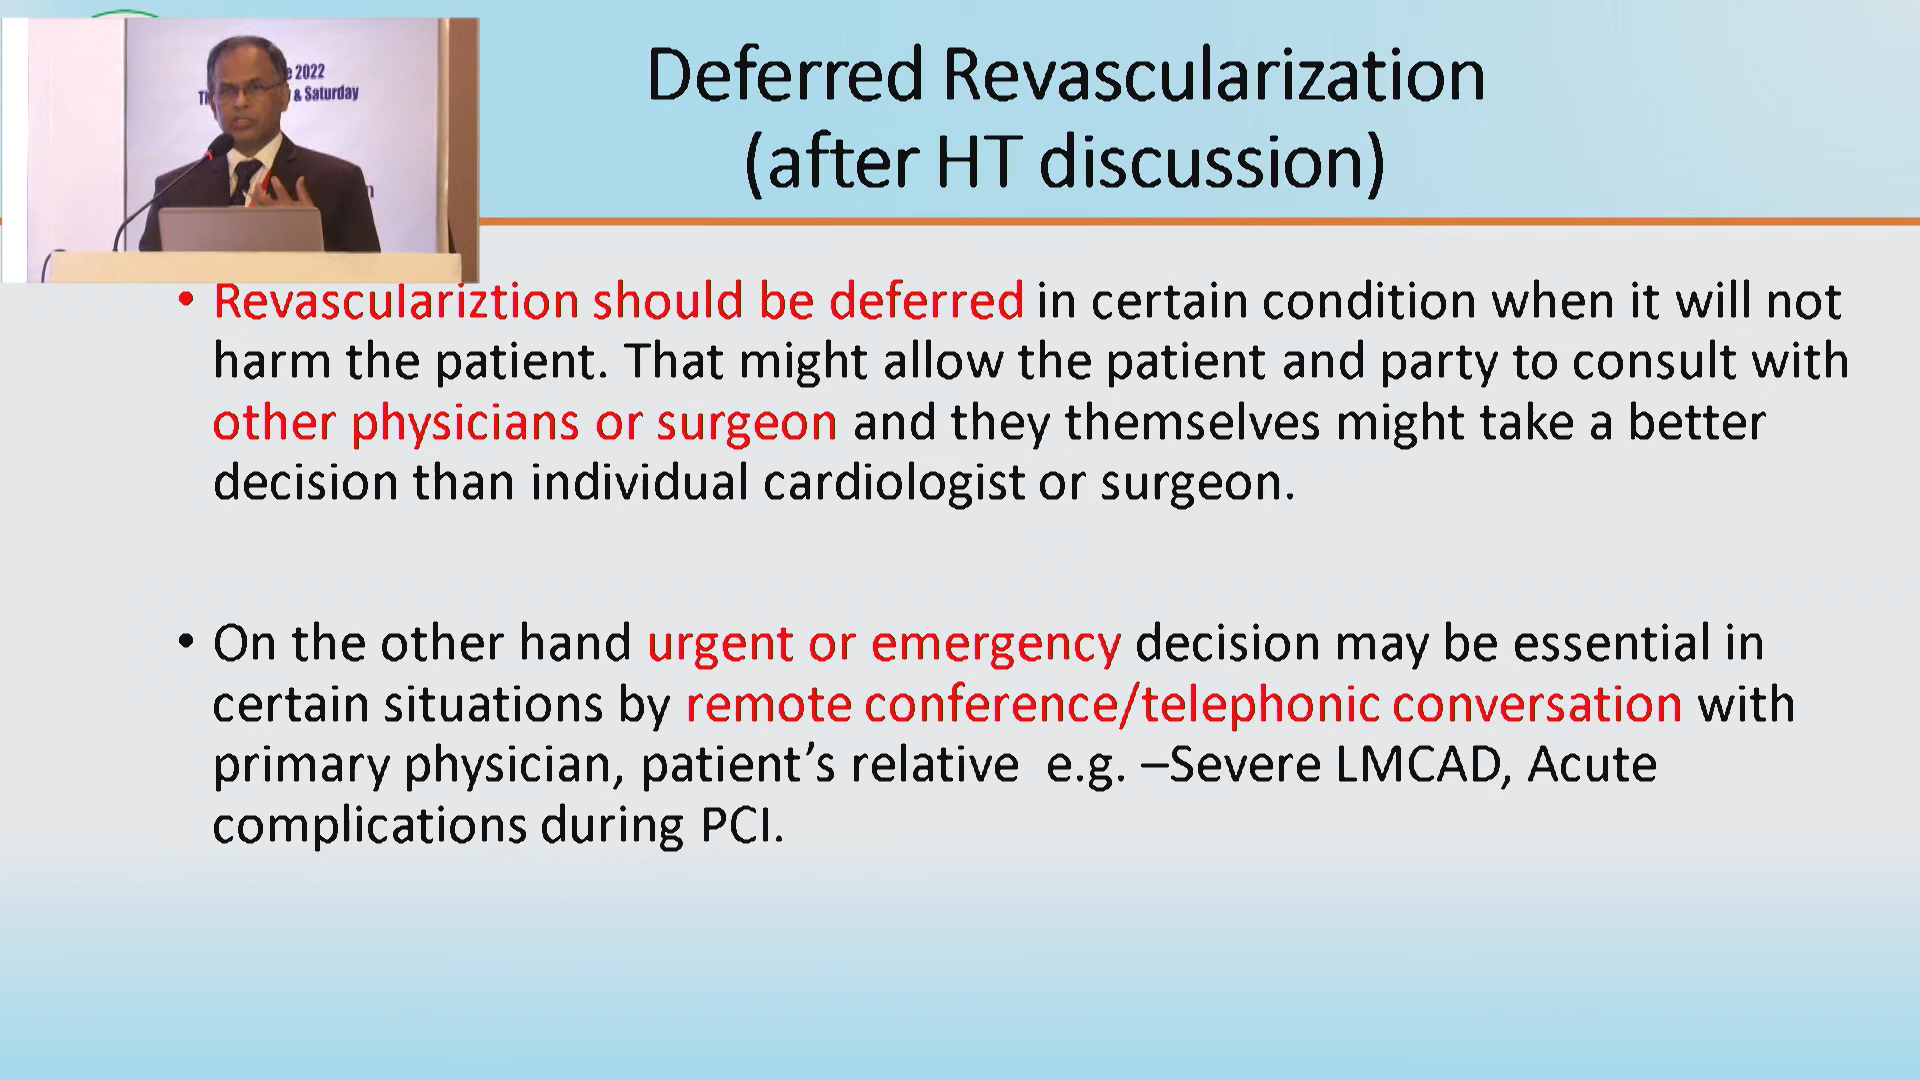 e 2022
& Saturday
Deferred Revascularization
(after HT discussion)
• Revasculariztion should be deferred in certain condition when it will not
harm the patient. That might allow the patient and party to consult with
other physicians or surgeon and they themselves might take a better
decision than individual cardiologist or surgeon.
• On the other hand urgent or emergency decision may be essential in
certain situations by remote conference/telephonic conversation with
primary physician, patient’s relative e.g. –Severe LMCAD, Acute
complications during PCI.